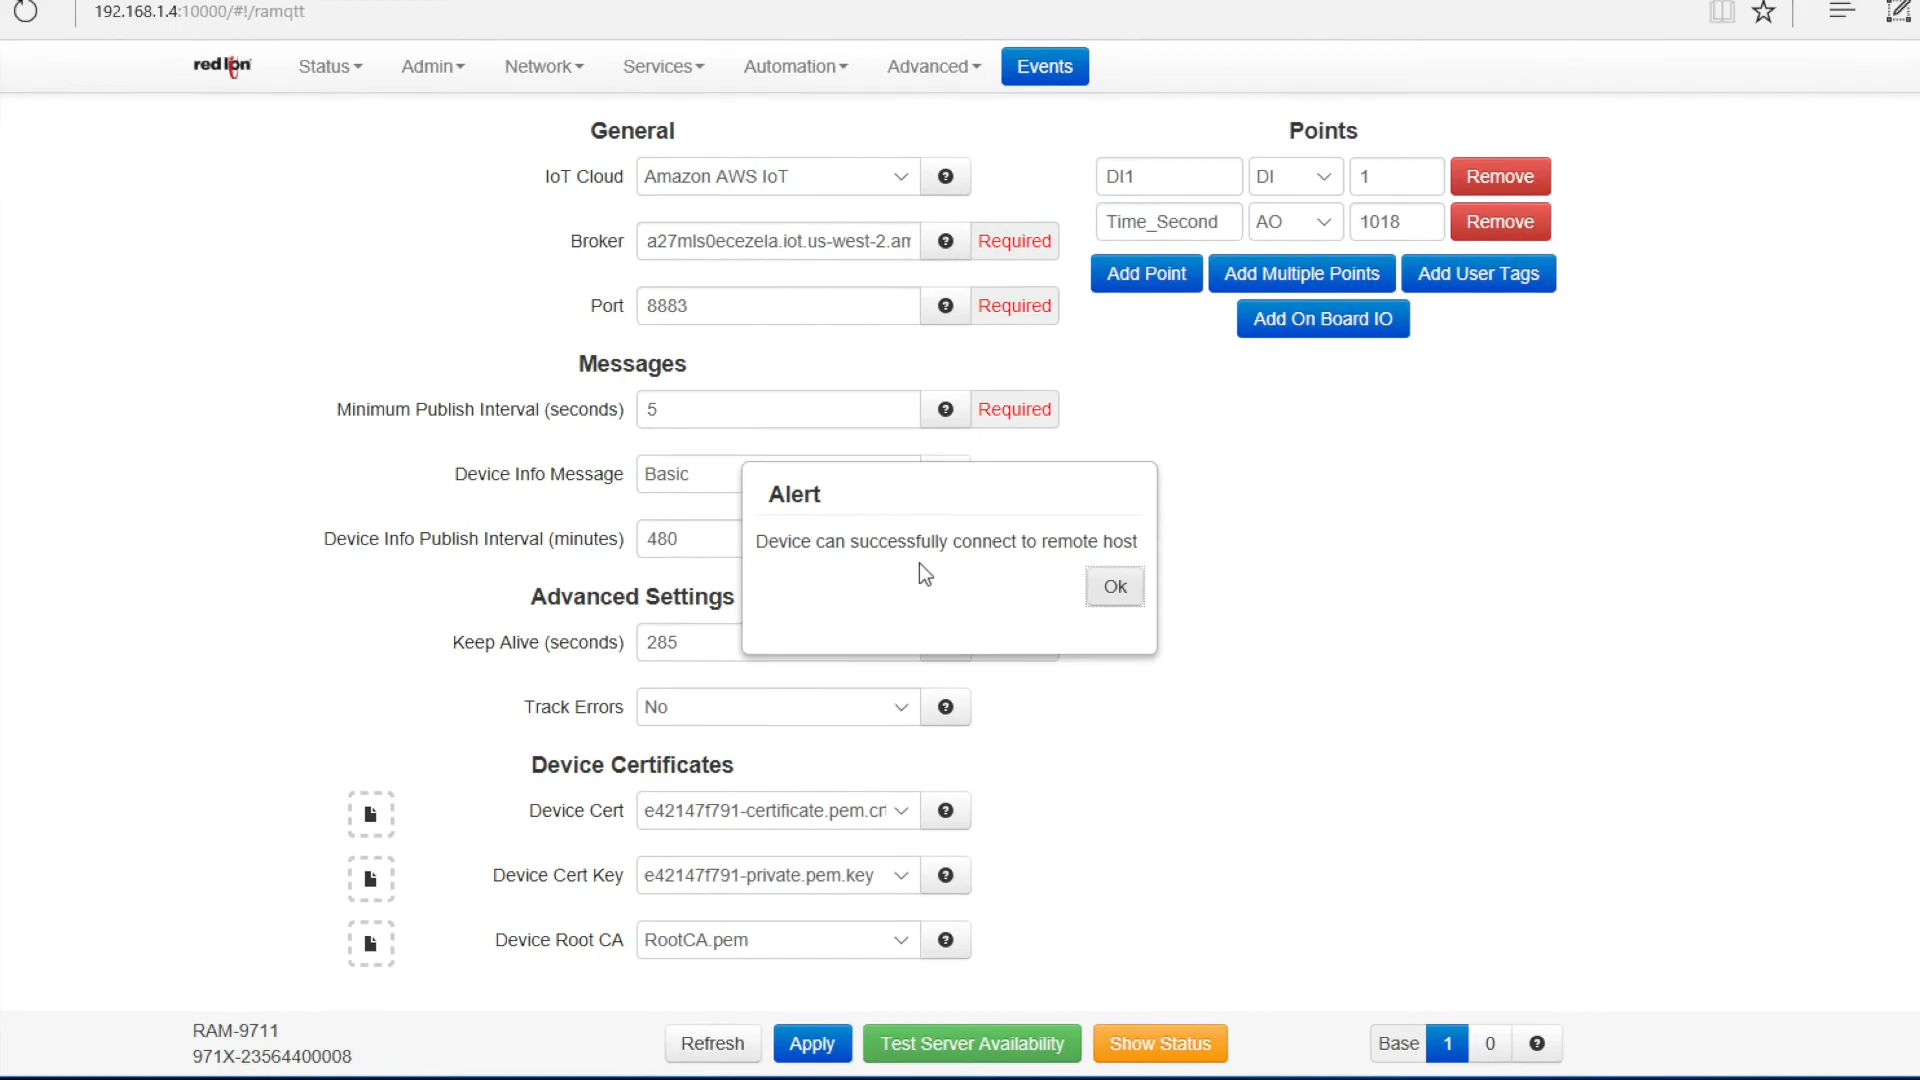 192.168.1.4:10000/#!/ramqtt
red lion Status Admin Network Services Automation Advanced Events
General
IoT Cloud Amazon AWS IoT
Broker a27mls0ecezela.iot.us-west-2.am Required
Port 8883 Required
Messages
Minimum Publish Interval (seconds) 5 Required
Device Info Message Basic
Device Info Publish Interval (minutes) 480
Advanced Settings
Keep Alive (seconds) 285
Track Errors No
Device Certificates
Device Cert e42147f791-certificate.pem.crt
Device Cert Key e42147f791-private.pem.key
Device Root CA RootCA.pem
Points
DI1 DI 1 Remove
Time_Second AO 1018 Remove
Add Point Add Multiple Points Add User Tags
Add On Board IO
Alert
Device can successfully connect to remote host
Ok
RAM-9711
971X-23564400008
Refresh Apply Test Server Availability Show Status Base 1 0